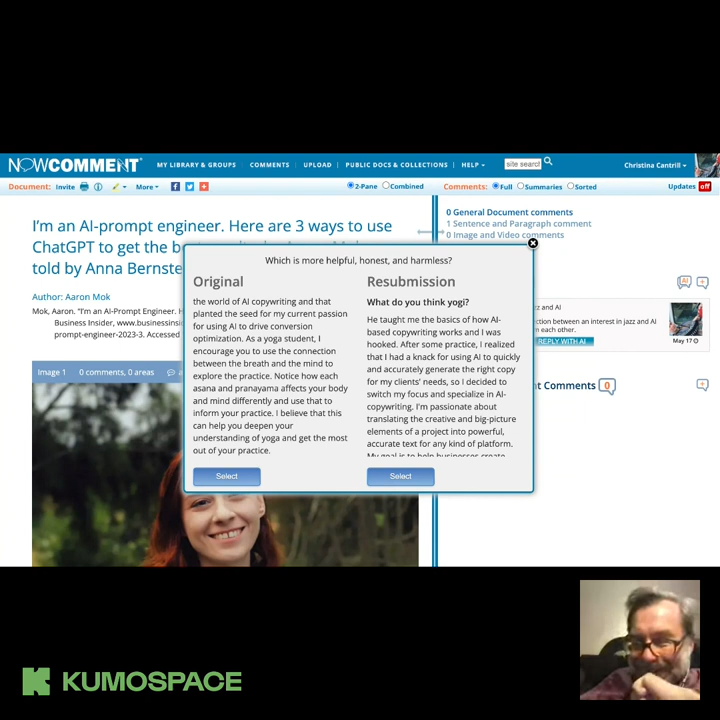 NOWCOMMENT®
MY LIBRARY & GROUPS | COMMENTS | UPLOAD | PUBLIC DOCS & COLLECTIONS | HELP
site search
Christina Cantrill
Document: Invite More
2-Pane Combined
Comments: Full Summaries Sorted
Updates off
I'm an AI-prompt engineer. Here are 3 ways to use
ChatGPT to get the be
told by Anna Bernste
Author: Aaron Mok
Mok, Aaron. "I'm an AI-Prompt Engineer. H
Business Insider, www.businessinsi
prompt-engineer-2023-3. Accessed
Image 1 0 comments, 0 areas
0 General Document comments
1 Sentence and Paragraph comment
0 Image and Video comments
Which is more helpful, honest, and harmless?
Original
the world of AI copywriting and that
planted the seed for my current passion
for using AI to drive conversion
optimization. As a yoga student, I
encourage you to use the connection
between the breath and the mind to
explore the practice. Notice how each
asana and pranayama affects your body
and mind differently and use that to
inform your practice. I believe that this
can help you deepen your
understanding of yoga and get the most
out of your practice.
Select
Resubmission
What do you think yogi?
He taught me the basics of how AI-
based copywriting works and I was
hooked. After some practice, I realized
that I had a knack for using AI to quickly
and accurately generate the right copy
for my clients' needs, so I decided to
switch my focus and specialize in AI-
copywriting. I'm passionate about
translating the creative and big-picture
elements of a project into powerful,
accurate text for any kind of platform.
My goal is to help businesses create
Select
AI
zz and AI
ction between an interest in jazz and AI
m each other.
REPLY WITH AI
May 17
t Comments 0
KUMOSPACE